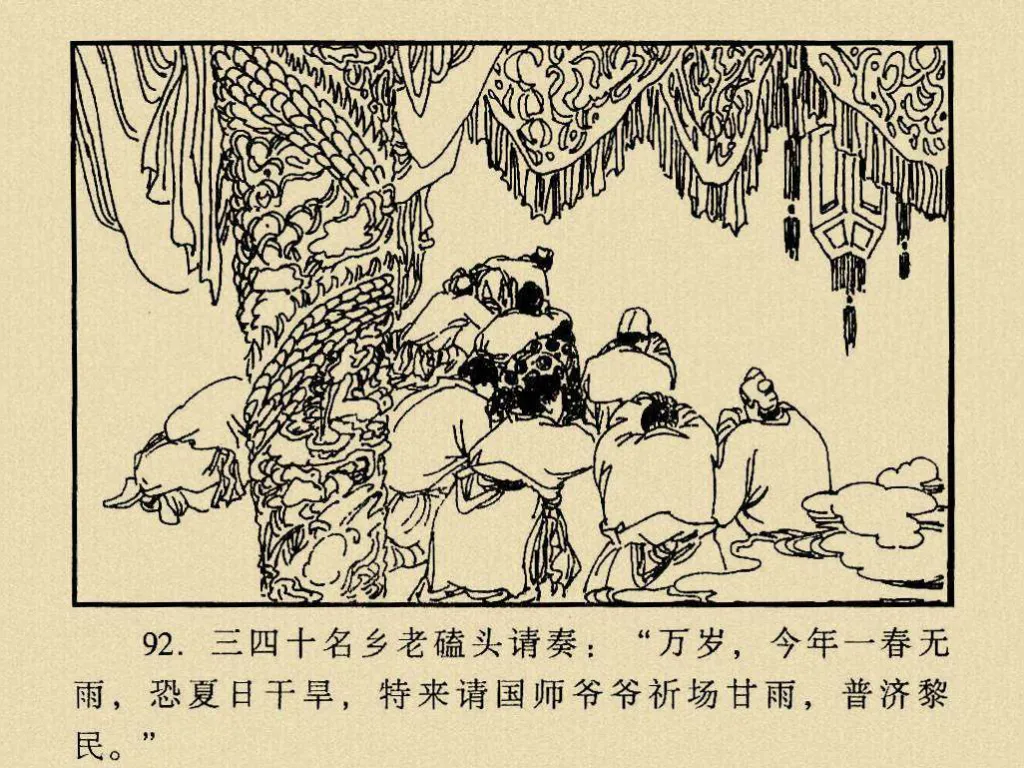 92. 三四十名乡老磕头请奏：“万岁，今年一春无
雨，恐夏日干旱，特来请国师爷爷祈场甘雨，普济黎
民。”